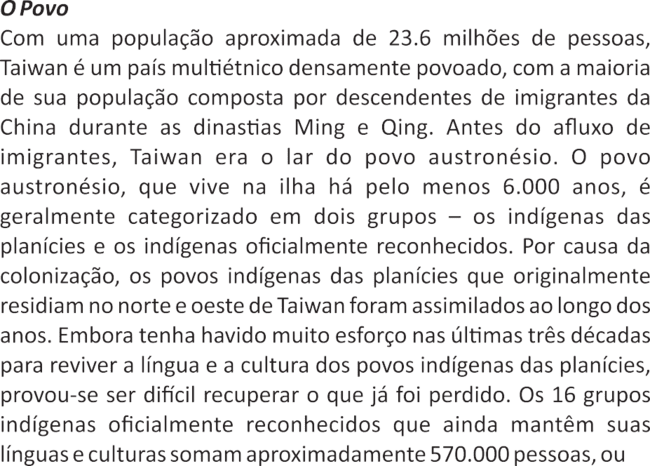 O Povo
Com uma população aproximada de 23.6 milhões de pessoas,
Taiwan é um país multiétnico densamente povoado, com a maioria
de sua população composta por descendentes de imigrantes da
China durante as dinastias Ming e Qing. Antes do afluxo de
imigrantes, Taiwan era o lar do povo austronésio. O povo
austronésio, que vive na ilha há pelo menos 6.000 anos, é
geralmente categorizado em dois grupos – os indígenas das
planícies e os indígenas oficialmente reconhecidos. Por causa da
colonização, os povos indígenas das planícies que originalmente
residiam no norte e oeste de Taiwan foram assimilados ao longo dos
anos. Embora tenha havido muito esforço nas últimas três décadas
para reviver a língua e a cultura dos povos indígenas das planícies,
provou-se ser difícil recuperar o que já foi perdido. Os 16 grupos
indígenas oficialmente reconhecidos que ainda mantêm suas
línguas e culturas somam aproximadamente 570.000 pessoas, ou